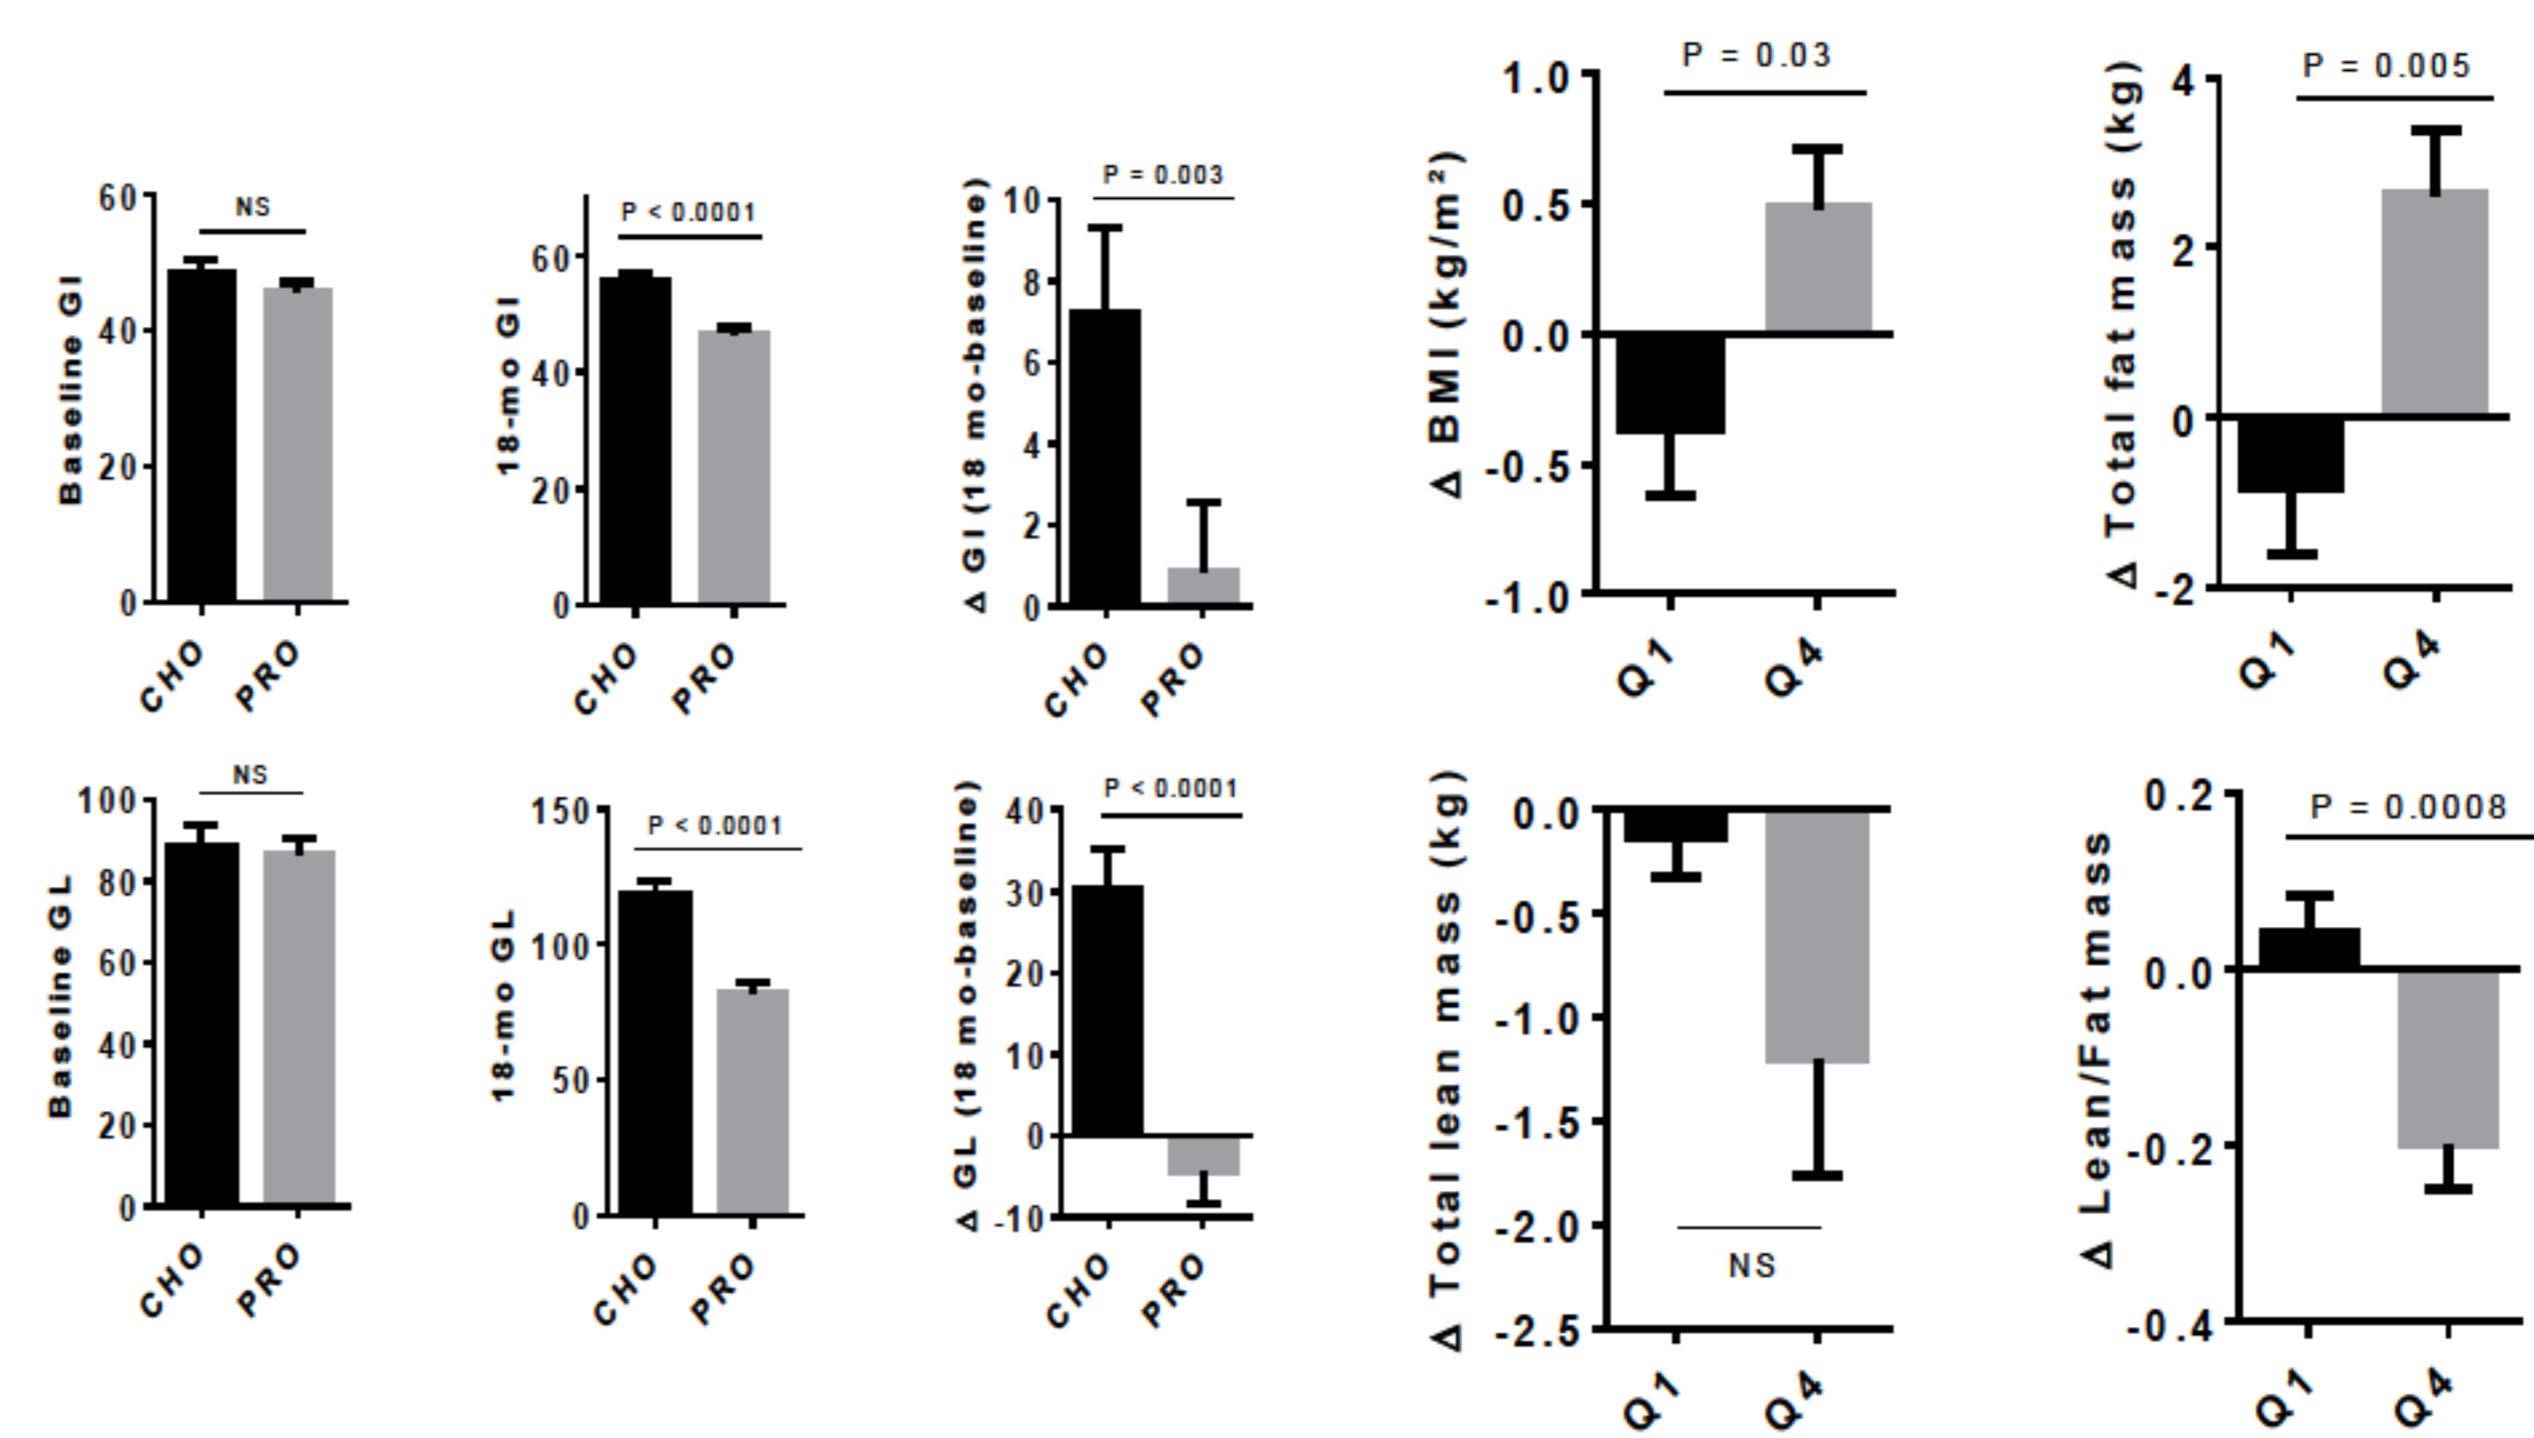 Baseline GI
60
40
20
0
NS
CHO
PRO
18-mo GI
60
40
20
0
P < 0.0001
CHO
PRO
Δ GI (18 mo-baseline)
10
8
6
4
2
0
P = 0.003
CHO
PRO
Δ BMI (kg/m²)
1.0
0.5
0.0
-0.5
-1.0
P = 0.03
Q1
Q4
Δ Total fat mass (kg)
4
2
0
-2
P = 0.005
Q1
Q4
Baseline GL
100
80
60
40
20
0
NS
CHO
PRO
18-mo GL
150
100
50
0
P < 0.0001
CHO
PRO
Δ GL (18 mo-baseline)
40
30
20
10
0
-10
P < 0.0001
CHO
PRO
Δ Total lean mass (kg)
0.0
-0.5
-1.0
-1.5
-2.0
-2.5
NS
Q1
Q4
Δ Lean/Fat mass
0.2
0.0
-0.2
-0.4
P = 0.0008
Q1
Q4